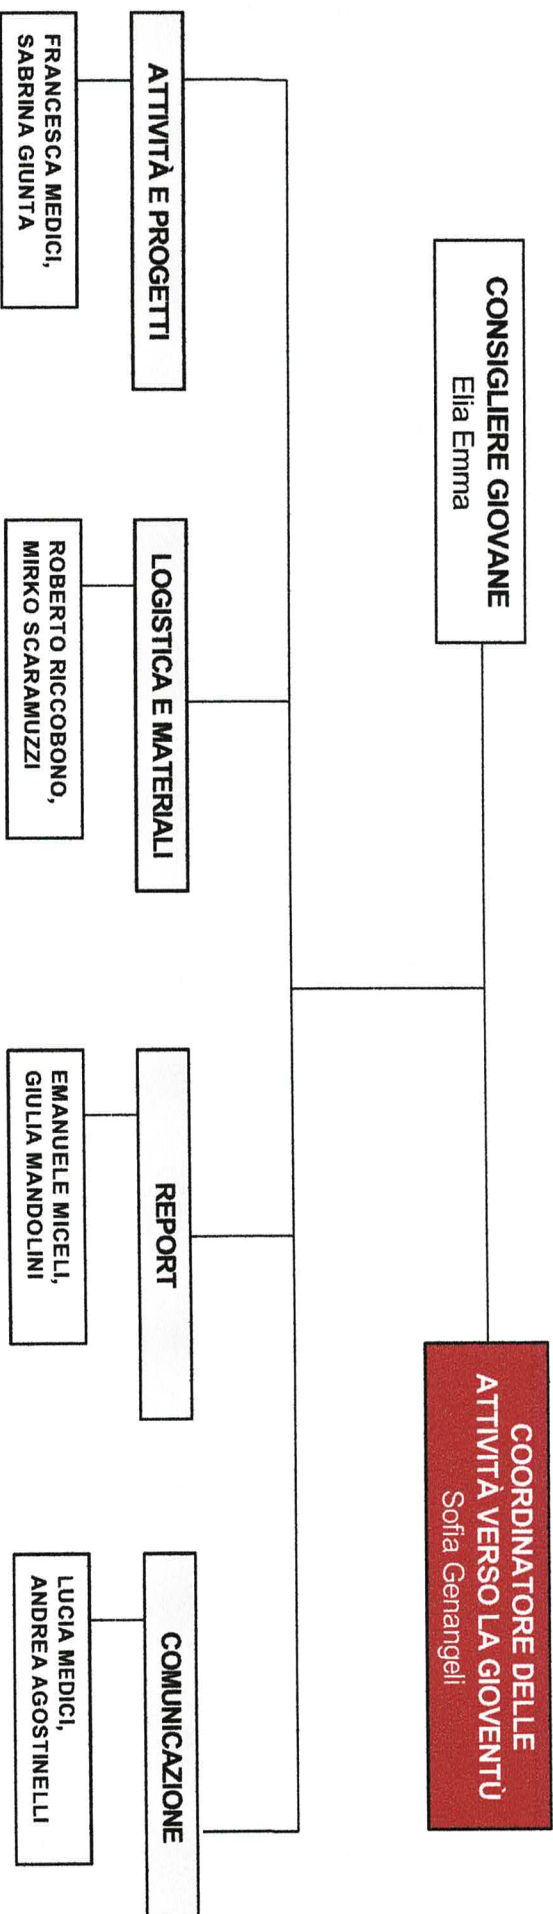 CONSIGLIERE GIOVANE
Elia Emma
COORDINATORE DELLE
ATTIVITÀ VERSO LA GIOVENTÙ
Sofia Genangeli
ATTIVITÀ E PROGETTI
FRANCESCA MEDICI,
SABRINA GIUNTA
LOGISTICA E MATERIALI
ROBERTO RICCOBONO,
MIRKO SCARAMUZZI
REPORT
EMANUELE MICELI,
GIULIA MANDOLINI
COMUNICAZIONE
LUCIA MEDICI,
ANDREA AGOSTINELLI